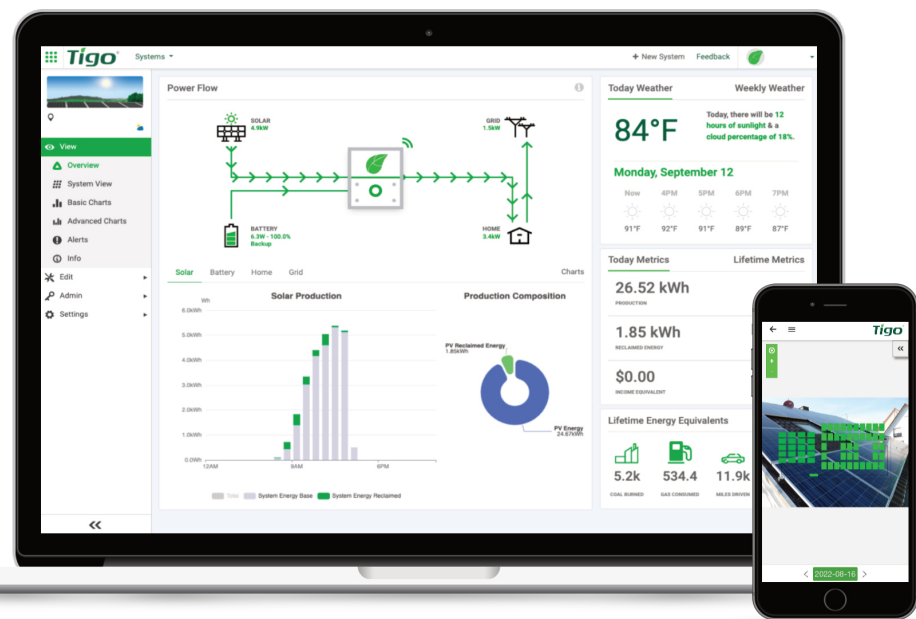 Tigo
Systems
+ New System
Feedback
View
Overview
System View
Basic Charts
Advanced Charts
Alerts
Info
Edit
Admin
Settings
Power Flow
SOLAR
4.9kW
GRID
1.5kW
BATTERY
6.3W - 100.0%
Backup
HOME
3.4kW
Solar
Battery
Home
Grid
Charts
Solar Production
Wh
6.0kWh
5.0kWh
4.0kWh
3.0kWh
2.0kWh
1.0kWh
0.0Wh
12AM
9AM
6PM
Total
System Energy Base
System Energy Reclaimed
Production Composition
PV Reclaimed Energy
1.85kWh
PV Energy
24.67kWh
Today Weather
Weekly Weather
84°F
Today, there will be 12
hours of sunlight & a
cloud percentage of 18%.
Monday, September 12
Now 4PM 5PM 6PM 7PM
91°F 92°F 91°F 89°F 87°F
Today Metrics
Lifetime Metrics
26.52 kWh
PRODUCTION
1.85 kWh
RECLAIMED ENERGY
$0.00
INCOME EQUIVALENT
Lifetime Energy Equivalents
5.2k 534.4 11.9k
COAL BURNED GAS CONSUMED MILES DRIVEN
Tigo
2022-08-16